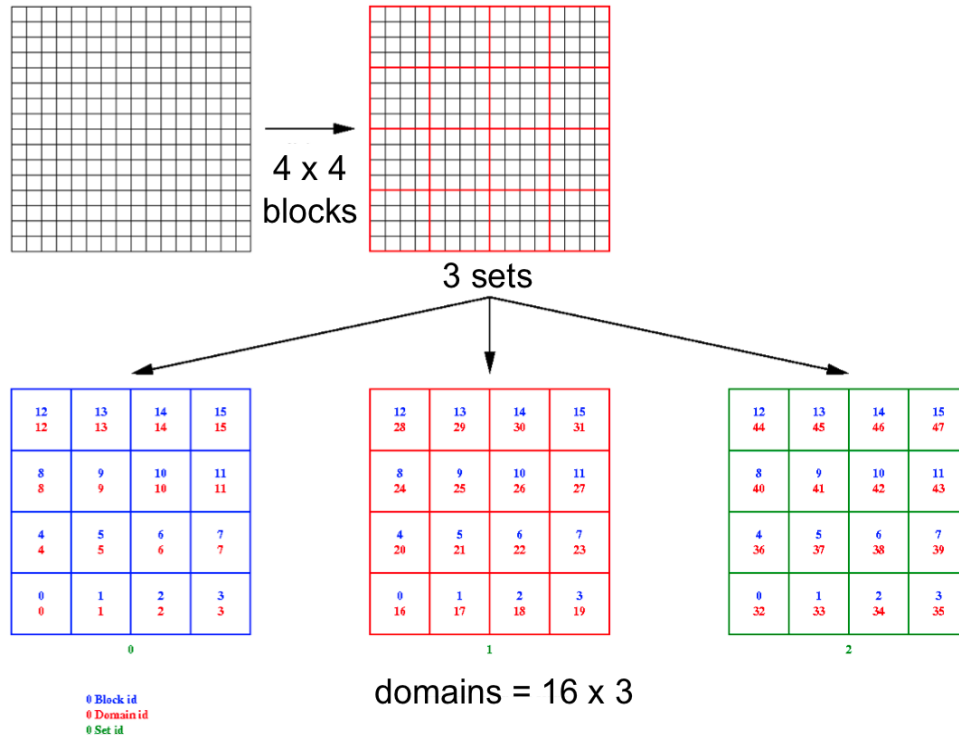 4 x 4
blocks
3 sets
12 13 14 15
12 13 14 15
8 9 10 11
8 9 10 11
4 5 6 7
4 5 6 7
0 1 2 3
0 1 2 3
0
12 13 14 15
28 29 30 31
8 9 10 11
24 25 26 27
4 5 6 7
20 21 22 23
0 1 2 3
16 17 18 19
1
12 13 14 15
44 45 46 47
8 9 10 11
40 41 42 43
4 5 6 7
36 37 38 39
0 1 2 3
32 33 34 35
2
domains = 16 x 3
0 Block id
0 Domain id
0 Set id